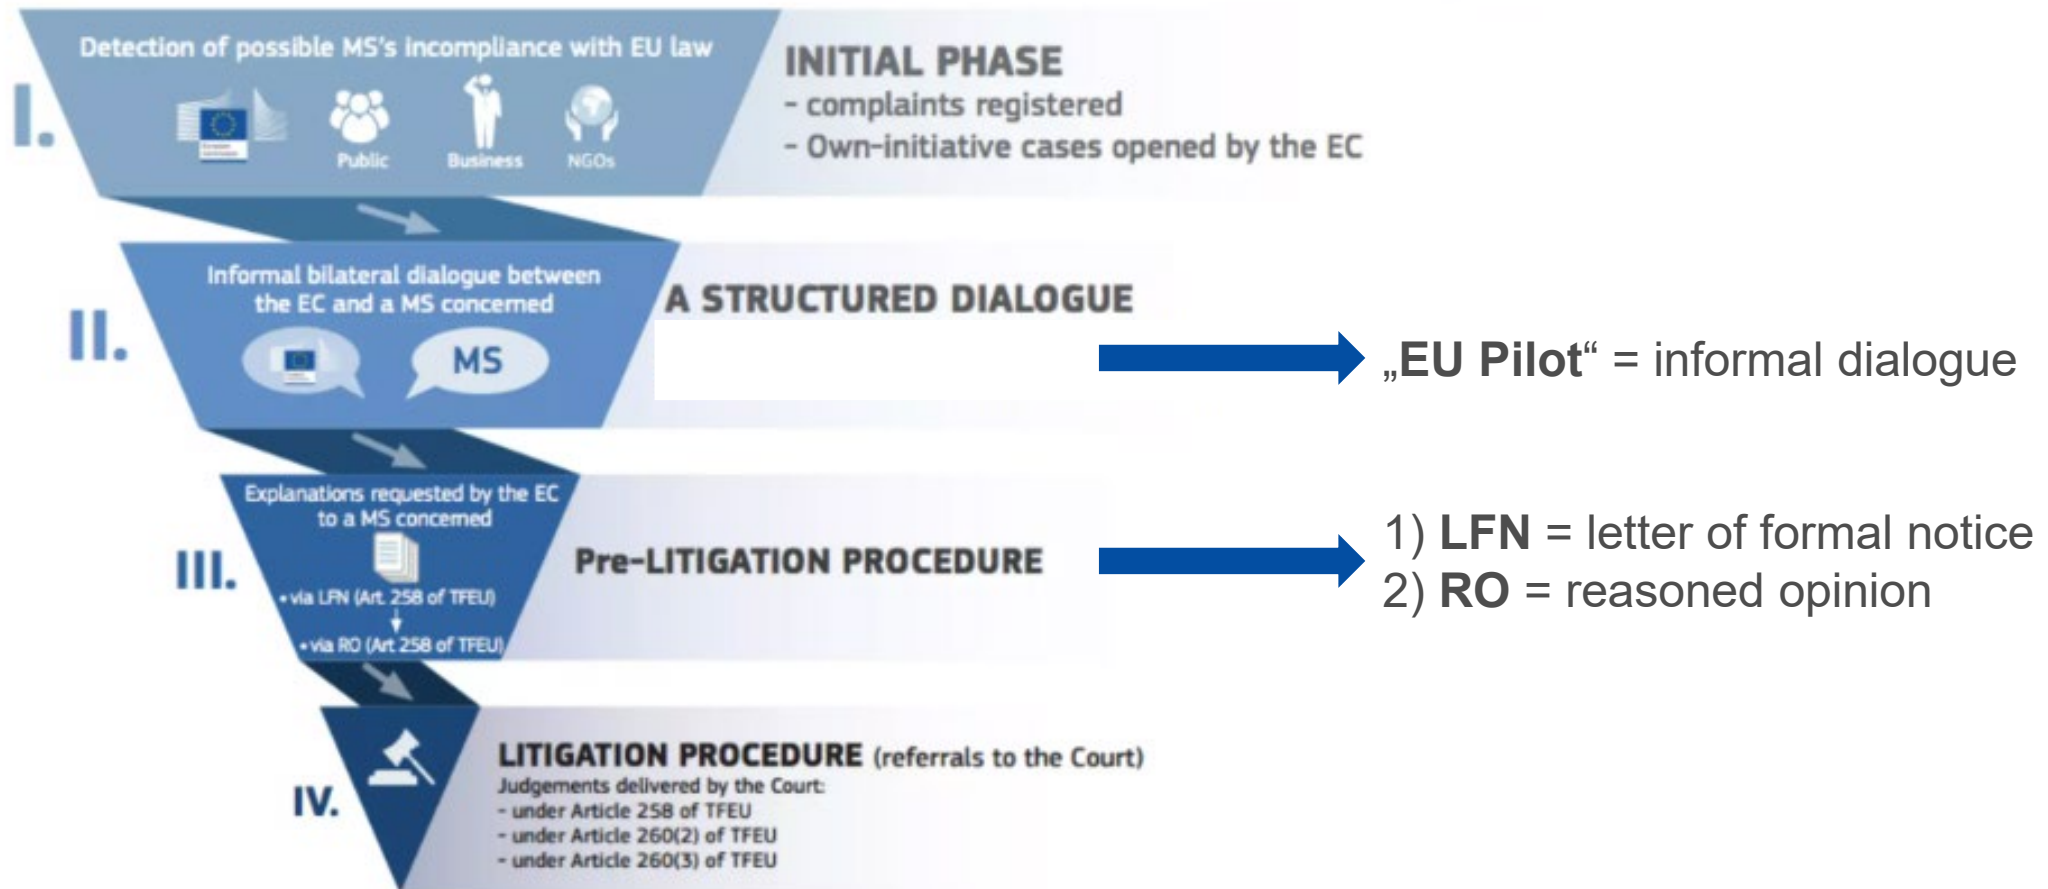 I.
Detection of possible MS's incompliance with EU law
Public
Business
NGOs
INITIAL PHASE
- complaints registered
- Own-initiative cases opened by the EC
II.
Informal bilateral dialogue between
the EC and a MS concerned
MS
A STRUCTURED DIALOGUE
„EU Pilot“ = informal dialogue
III.
Explanations requested by the EC
to a MS concerned
• via LFN (Art. 258 of TFEU)
• via RO (Art 258 of TFEU)
Pre-LITIGATION PROCEDURE
1) LFN = letter of formal notice
2) RO = reasoned opinion
IV.
LITIGATION PROCEDURE (referrals to the Court)
Judgements delivered by the Court:
- under Article 258 of TFEU
- under Article 260(2) of TFEU
- under Article 260(3) of TFEU